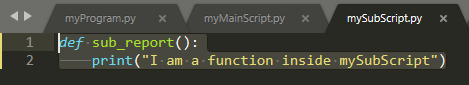 myProgram.py myMainScript.py mySubScript.py
1 def sub_report():
2     print("I am a function inside mySubScript")